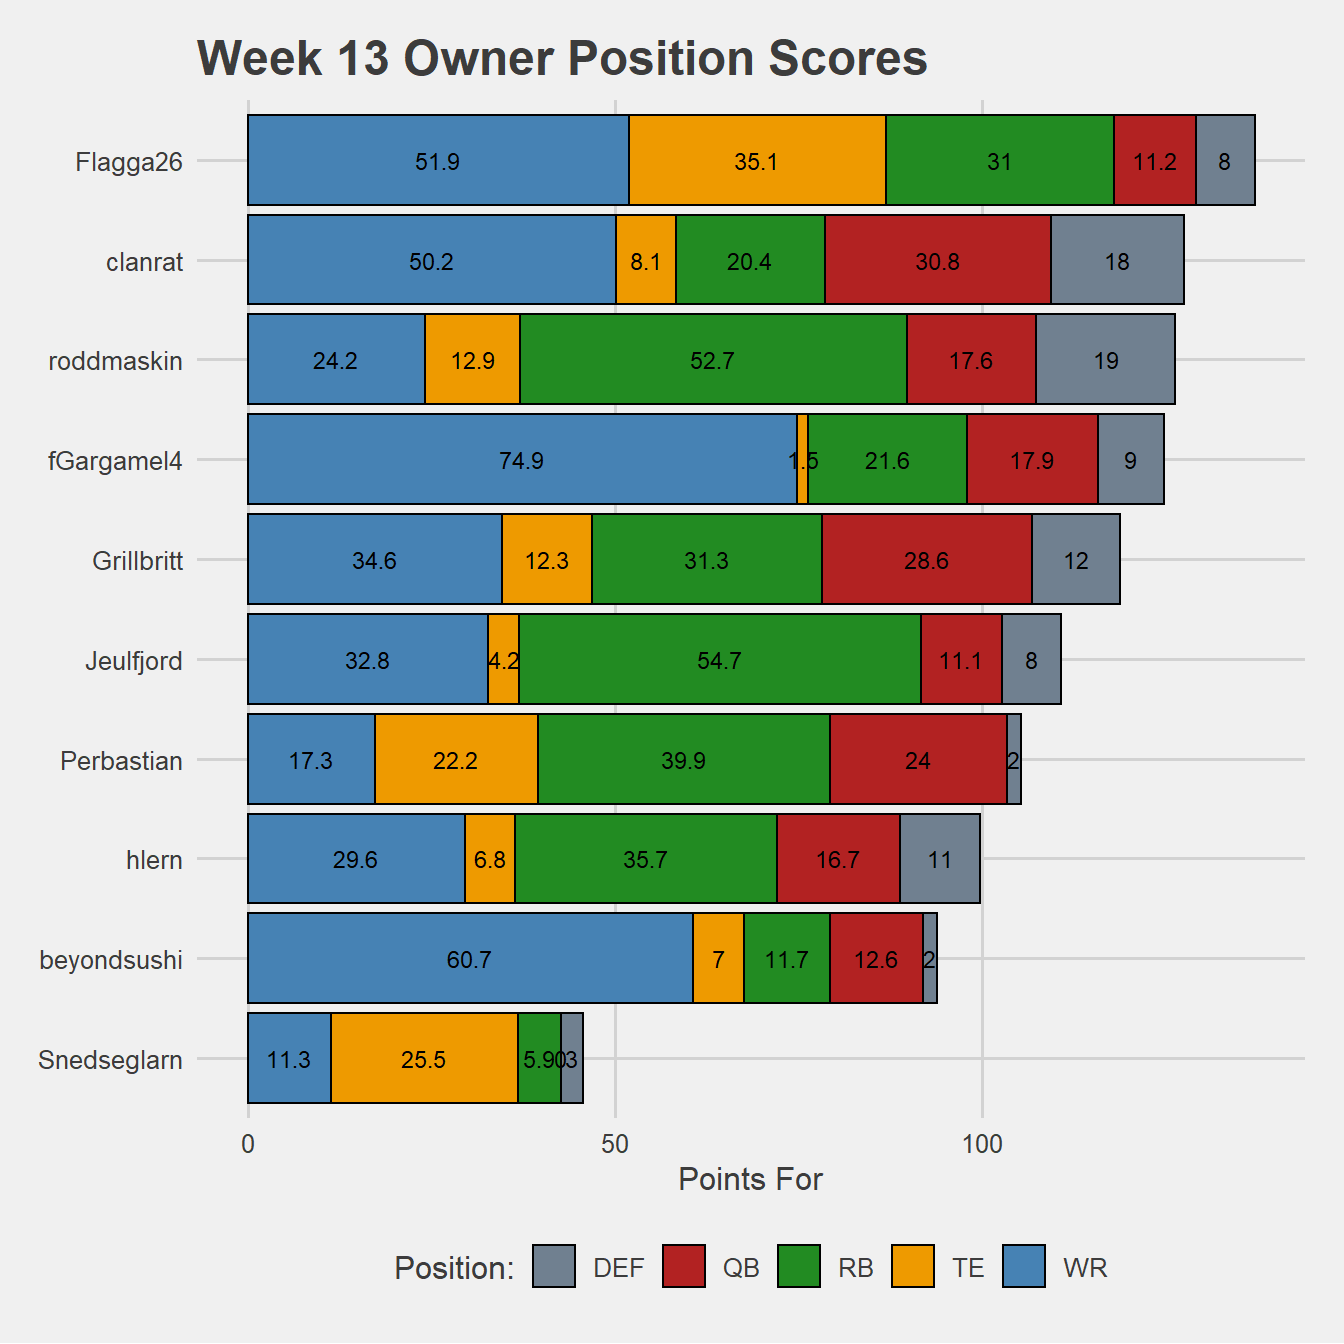 Week 13 Owner Position Scores
Flagga26 51.9 35.1 31 11.2 8
clanrat 50.2 8.1 20.4 30.8 18
roddmaskin 24.2 12.9 52.7 17.6 19
fGargamel4 74.9 1.5 21.6 17.9 9
Grillbritt 34.6 12.3 31.3 28.6 12
Jeulfjord 32.8 4.2 54.7 11.1 8
Perbastian 17.3 22.2 39.9 24 2
hlern 29.6 6.8 35.7 16.7 11
beyondsushi 60.7 7 11.7 12.6 2
Snedseglarn 11.3 25.5 5.9 0 3
0 50 100
Points For
Position: DEF QB RB TE WR